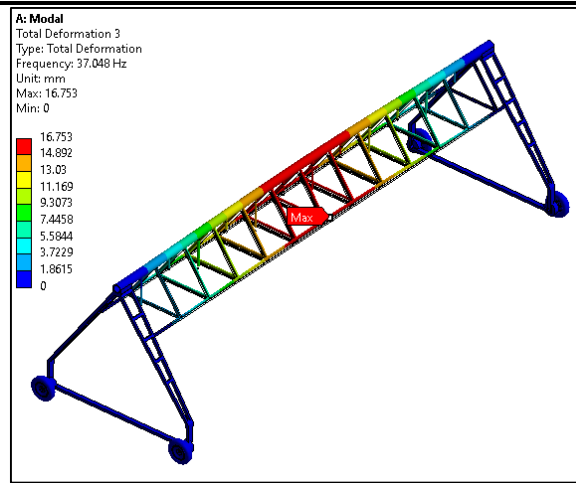 A: Modal
Total Deformation 3
Type: Total Deformation
Frequency: 37.048 Hz
Unit: mm
Max: 16.753
Min: 0
16.753
14.892
13.03
11.169
9.3073
7.4458
5.5844
3.7229
1.8615
0
Max